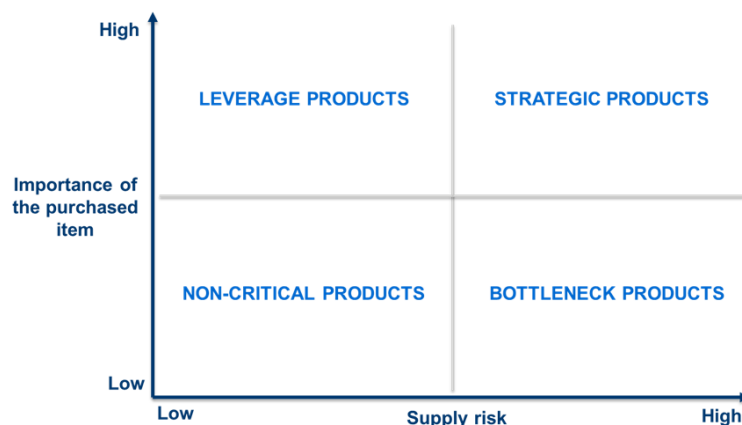 High
LEVERAGE PRODUCTS
STRATEGIC PRODUCTS
Importance of
the purchased
item
NON-CRITICAL PRODUCTS
BOTTLENECK PRODUCTS
Low
Low
Supply risk
High